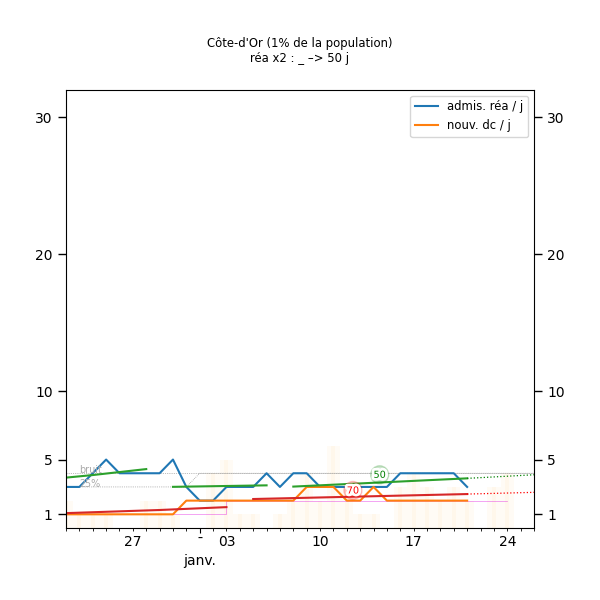 Côte-d'Or (1% de la population)
réa x2 : _ –> 50 j
admis. réa / j
nouv. dc / j
30 30
20 20
10 10
5 5
1 1
25%
50
70
27 - 03 10 17 24
janv.